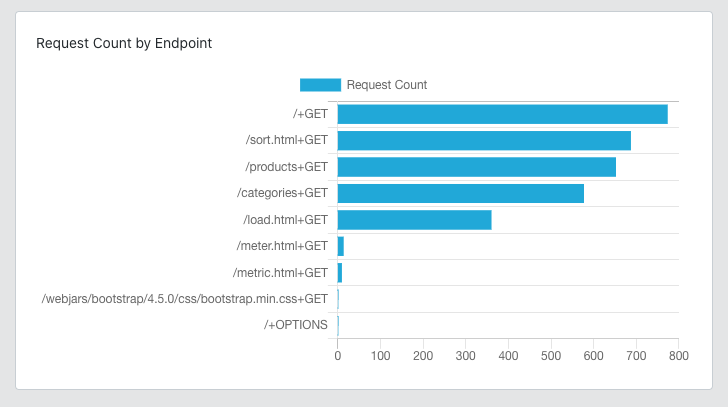 Request Count by Endpoint
Request Count
/+GET
/sort.html+GET
/products+GET
/categories+GET
/load.html+GET
/meter.html+GET
/metric.html+GET
/webjars/bootstrap/4.5.0/css/bootstrap.min.css+GET
/+OPTIONS
0 100 200 300 400 500 600 700 800